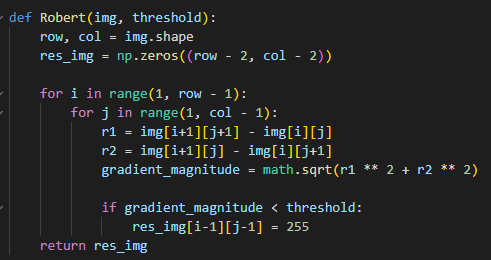 def Robert(img, threshold):
    row, col = img.shape
    res_img = np.zeros((row - 2, col - 2))

    for i in range(1, row - 1):
        for j in range(1, col - 1):
            r1 = img[i+1][j+1] - img[i][j]
            r2 = img[i+1][j] - img[i][j+1]
            gradient_magnitude = math.sqrt(r1 ** 2 + r2 ** 2)

            if gradient_magnitude < threshold:
                res_img[i-1][j-1] = 255
    return res_img